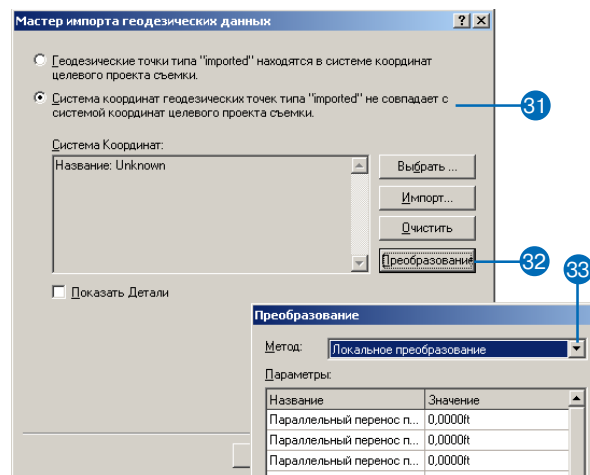 Мастер импорта геодезических данных
Геодезические точки типа "imported" находятся в системе координат
целевого проекта съемки.
Система координат геодезических точек типа "imported" не совпадает с
системой координат целевого проекта съемки.
31
Система Координат:
Название: Unknown
Выбрать ...
Импорт...
Очистить
Преобразование
32
33
Показать Детали
Преобразование
Метод:
Локальное преобразование
Параметры:
Название Значение
Параллельный перенос п... 0,0000ft
Параллельный перенос п... 0,0000ft
Параллельный перенос п... 0,0000ft